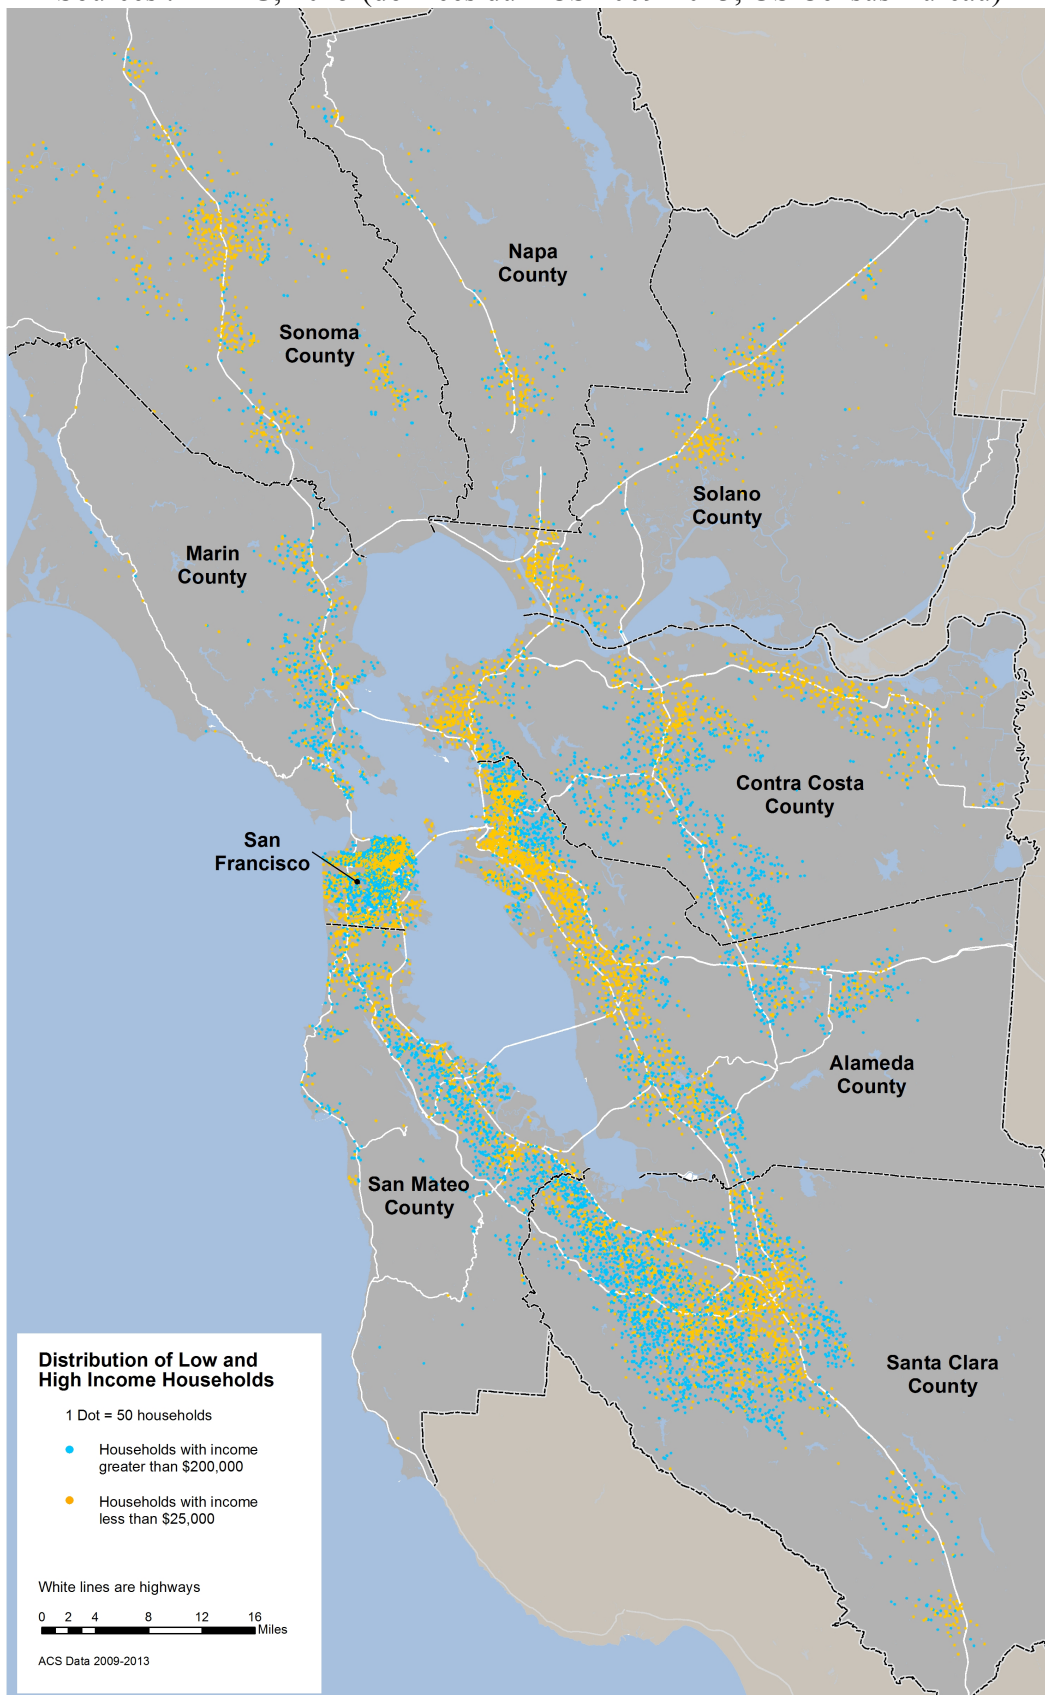 Napa
County
Sonoma
County
Solano
County
Marin
County
Contra Costa
County
San
Francisco
Alameda
County
San Mateo
County
Santa Clara
County
Distribution of Low and
High Income Households
1 Dot = 50 households
Households with income
greater than $200,000
Households with income
less than $25,000
White lines are highways
0 2 4 8 12 16
Miles
ACS Data 2009-2013